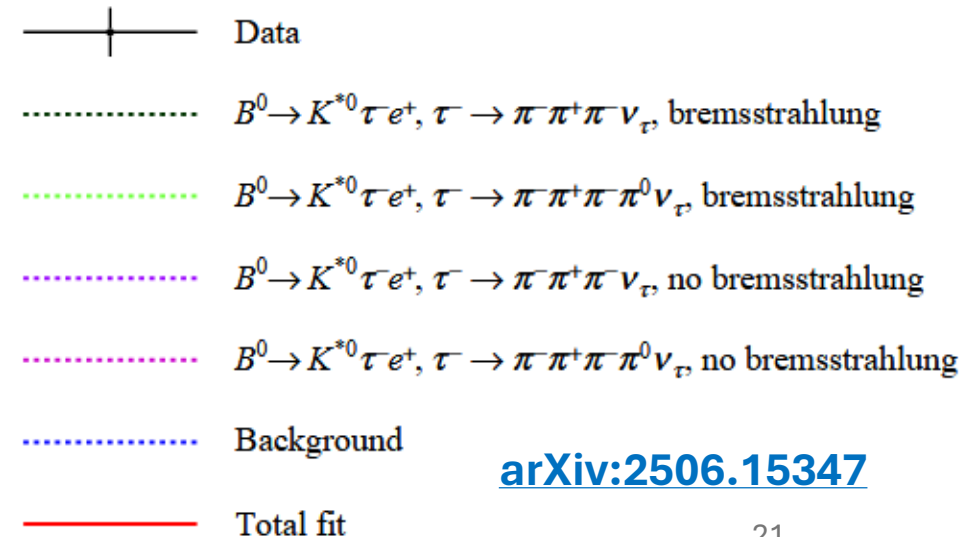 Data
B⁰→ K*⁰τ⁻e⁺, τ⁻ → π⁻π⁺π⁻ν_τ, bremsstrahlung
B⁰→ K*⁰τ⁻e⁺, τ⁻ → π⁻π⁺π⁻π⁰ν_τ, bremsstrahlung
B⁰→ K*⁰τ⁻e⁺, τ⁻ → π⁻π⁺π⁻ν_τ, no bremsstrahlung
B⁰→ K*⁰τ⁻e⁺, τ⁻ → π⁻π⁺π⁻π⁰ν_τ, no bremsstrahlung
Background
arXiv:2506.15347
Total fit
21